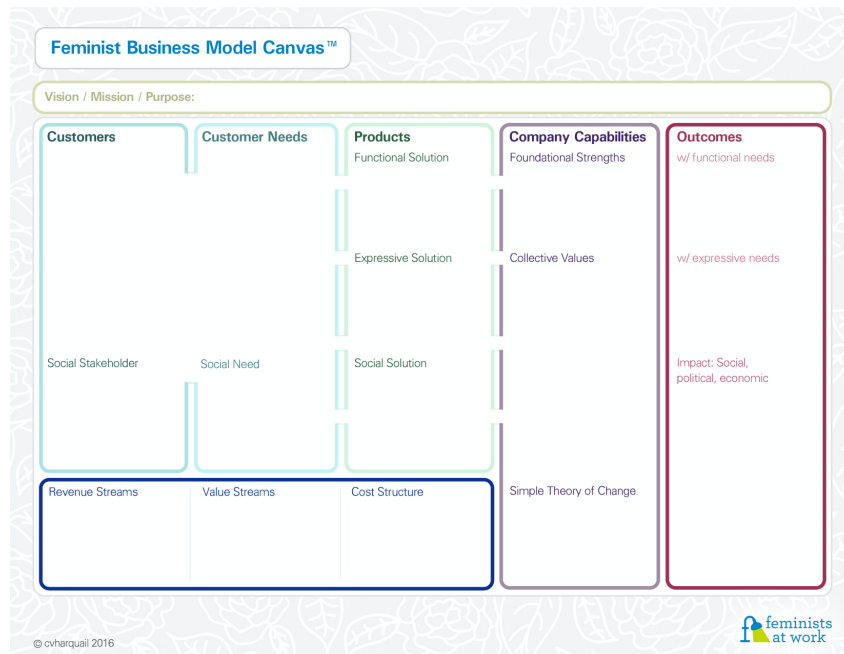 Feminist Business Model Canvas™
Vision / Mission / Purpose:
Customers
Social Stakeholder
Customer Needs
Social Need
Products
Functional Solution
Expressive Solution
Social Solution
Company Capabilities
Foundational Strengths
Collective Values
Simple Theory of Change
Outcomes
w/ functional needs
w/ expressive needs
Impact: Social,
political, economic
Revenue Streams
Value Streams
Cost Structure
© cvharquail 2016
feminists
at work